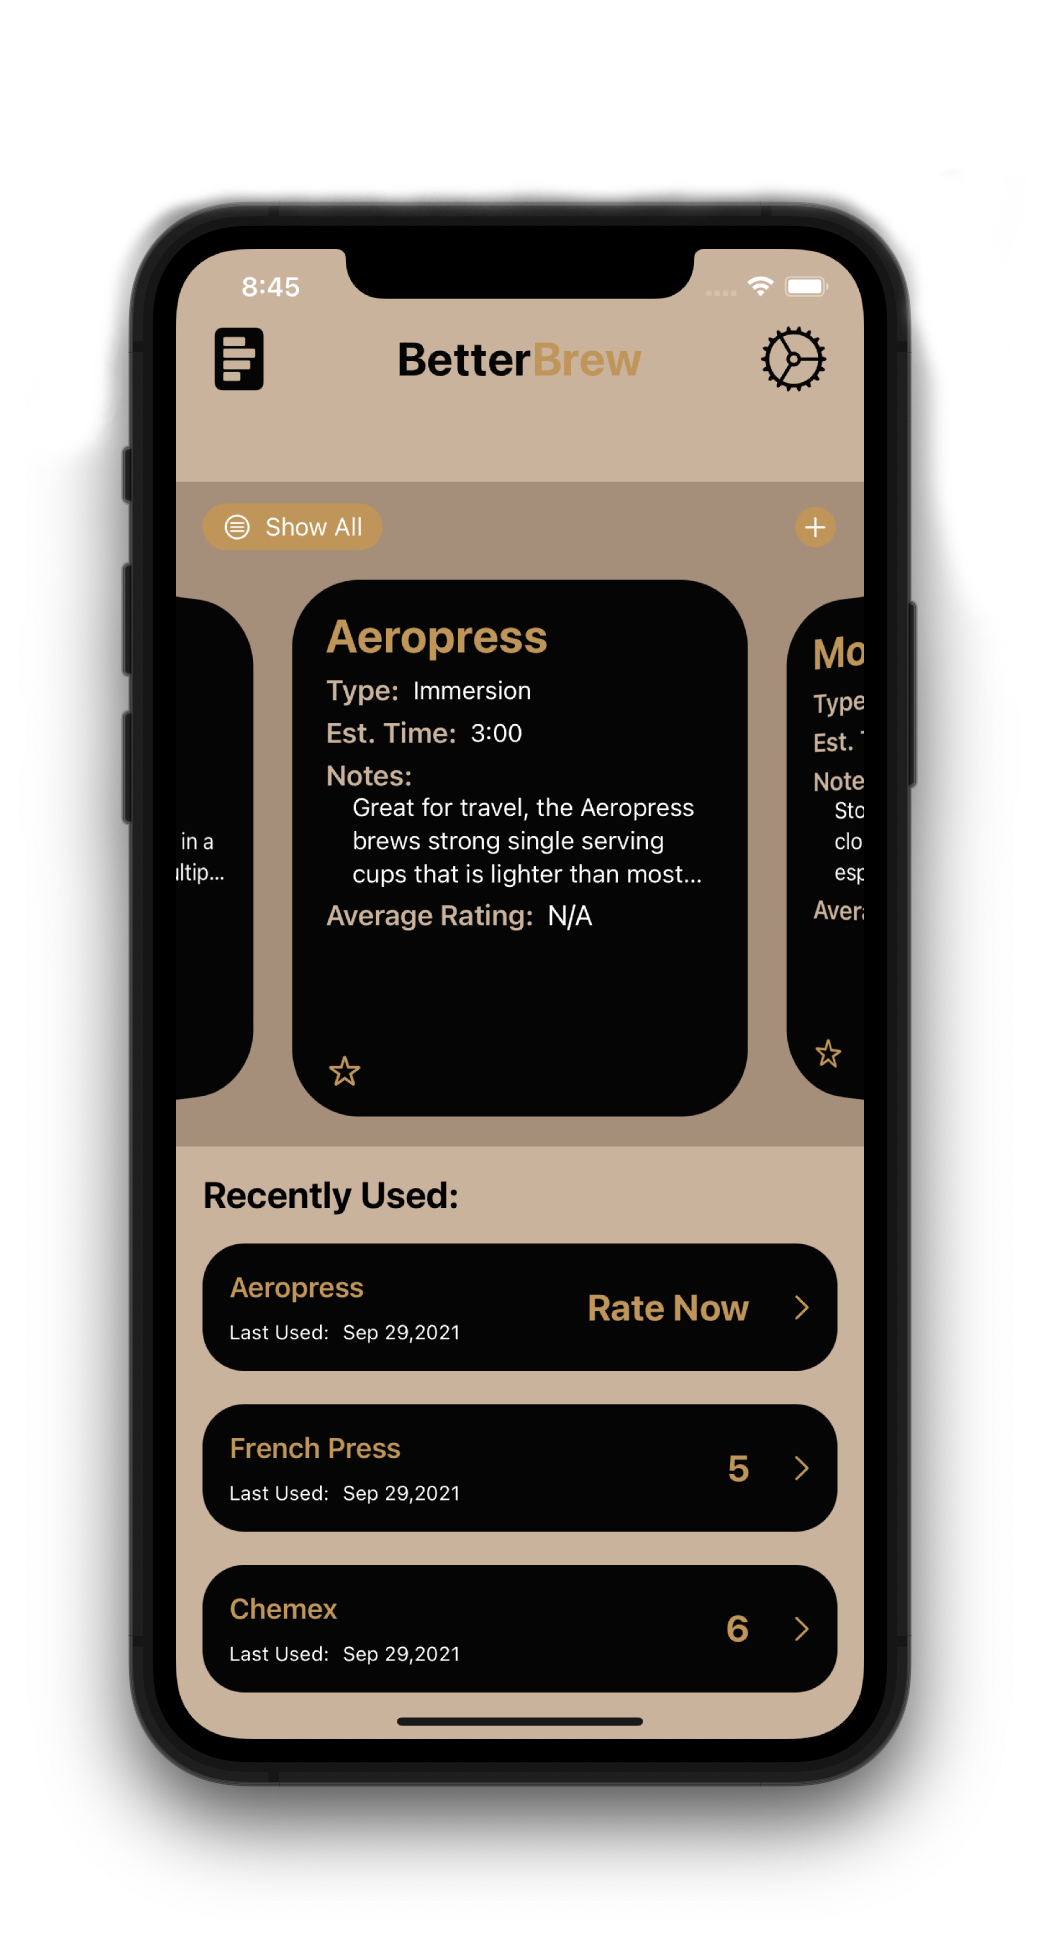 8:45
BetterBrew
Show All
in a
ltip...
Aeropress
Type: Immersion
Est. Time: 3:00
Notes:
Great for travel, the Aeropress
brews strong single serving
cups that is lighter than most...
Average Rating: N/A
Mo
Type
Est.
Note
Sto
clo
esp
Avera
Recently Used:
Aeropress
Last Used: Sep 29,2021
Rate Now
French Press
Last Used: Sep 29,2021
5
Chemex
Last Used: Sep 29,2021
6